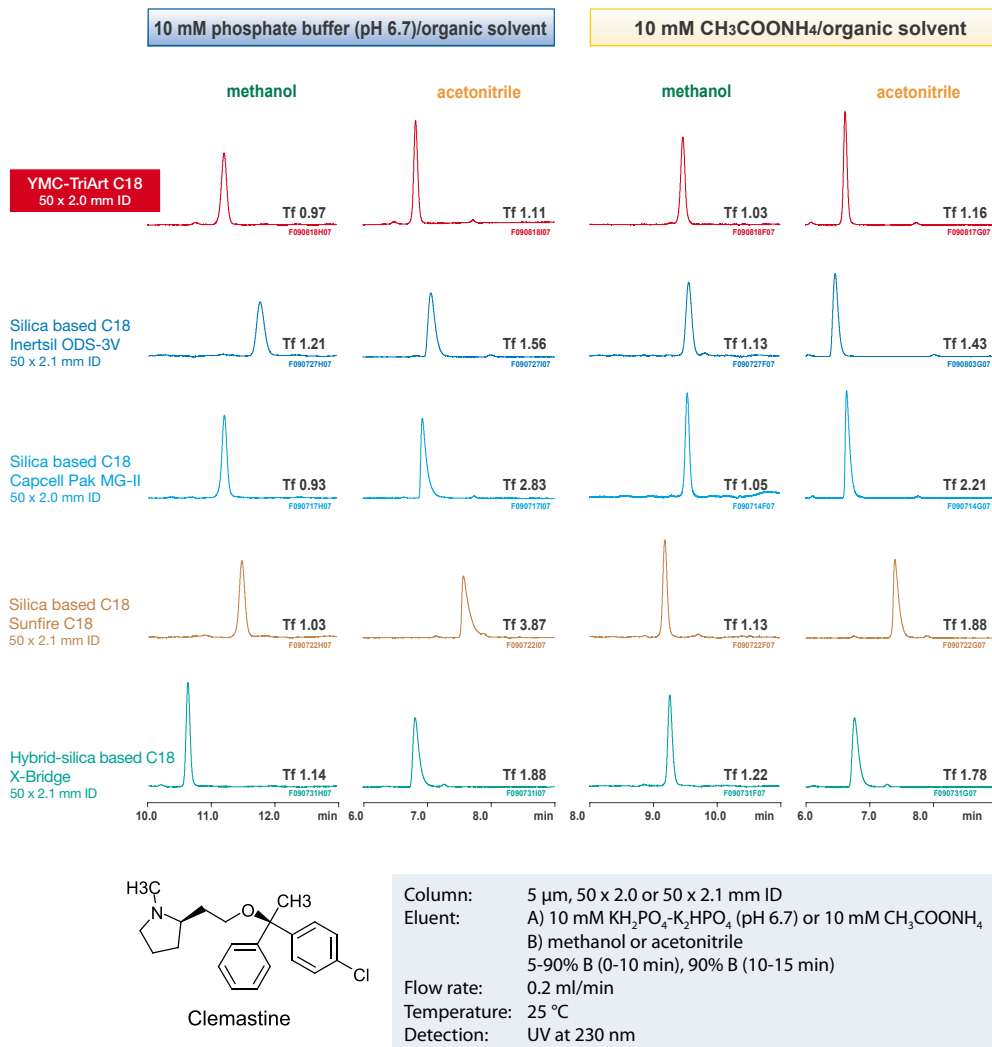 10 mM phosphate buffer (pH 6.7)/organic solvent
10 mM CH3COONH4/organic solvent
methanol
acetonitrile
methanol
acetonitrile
YMC-TriArt C18
50 x 2.0 mm ID
Tf 0.97
F090818H07
Tf 1.11
F090818I07
Tf 1.03
F090818F07
Tf 1.16
F090817G07
Silica based C18
Inertsil ODS-3V
50 x 2.1 mm ID
Tf 1.21
F090727H07
Tf 1.56
F090727I07
Tf 1.13
F090727F07
Tf 1.43
F090803G07
Silica based C18
Capcell Pak MG-II
50 x 2.0 mm ID
Tf 0.93
F090717H07
Tf 2.83
F090717I07
Tf 1.05
F090714F07
Tf 2.21
F090714G07
Silica based C18
Sunfire C18
50 x 2.1 mm ID
Tf 1.03
F090722H07
Tf 3.87
F090722I07
Tf 1.13
F090722F07
Tf 1.88
F090722G07
Hybrid-silica based C18
X-Bridge
50 x 2.1 mm ID
Tf 1.14
F090731H07
Tf 1.88
F090731I07
Tf 1.22
F090731F07
Tf 1.78
F090731G07
10.0 11.0 12.0 min
6.0 7.0 8.0 min
8.0 9.0 10.0 min
6.0 7.0 8.0 min
H3C
N
O
CH3
Cl
Clemastine
Column: 5 µm, 50 x 2.0 or 50 x 2.1 mm ID
Eluent: A) 10 mM KH2PO4-K2HPO4 (pH 6.7) or 10 mM CH3COONH4
B) methanol or acetonitrile
5-90% B (0-10 min), 90% B (10-15 min)
Flow rate: 0.2 ml/min
Temperature: 25 °C
Detection: UV at 230 nm